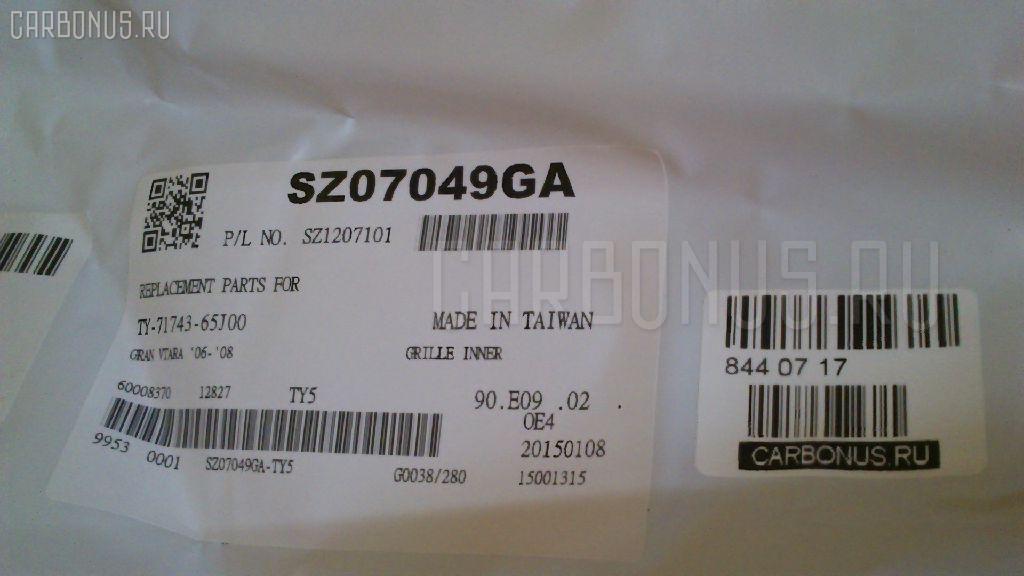 CARBONUS.RU
SZ07049GA
P/L NO. SZ1207101
REPLACEMENT PARTS FOR
TY-71743-65J00 MADE IN TAIWAN
GRAN VTARA '06-'08 GRILLE INNER
60008370 12827 TY5 90.E09 .02 .
OE4
9953 0001 SZ07049GA-TY5 20150108
G0038/280 15001315
CARBONUS.RU
844 07 17
CARBONUS.RU